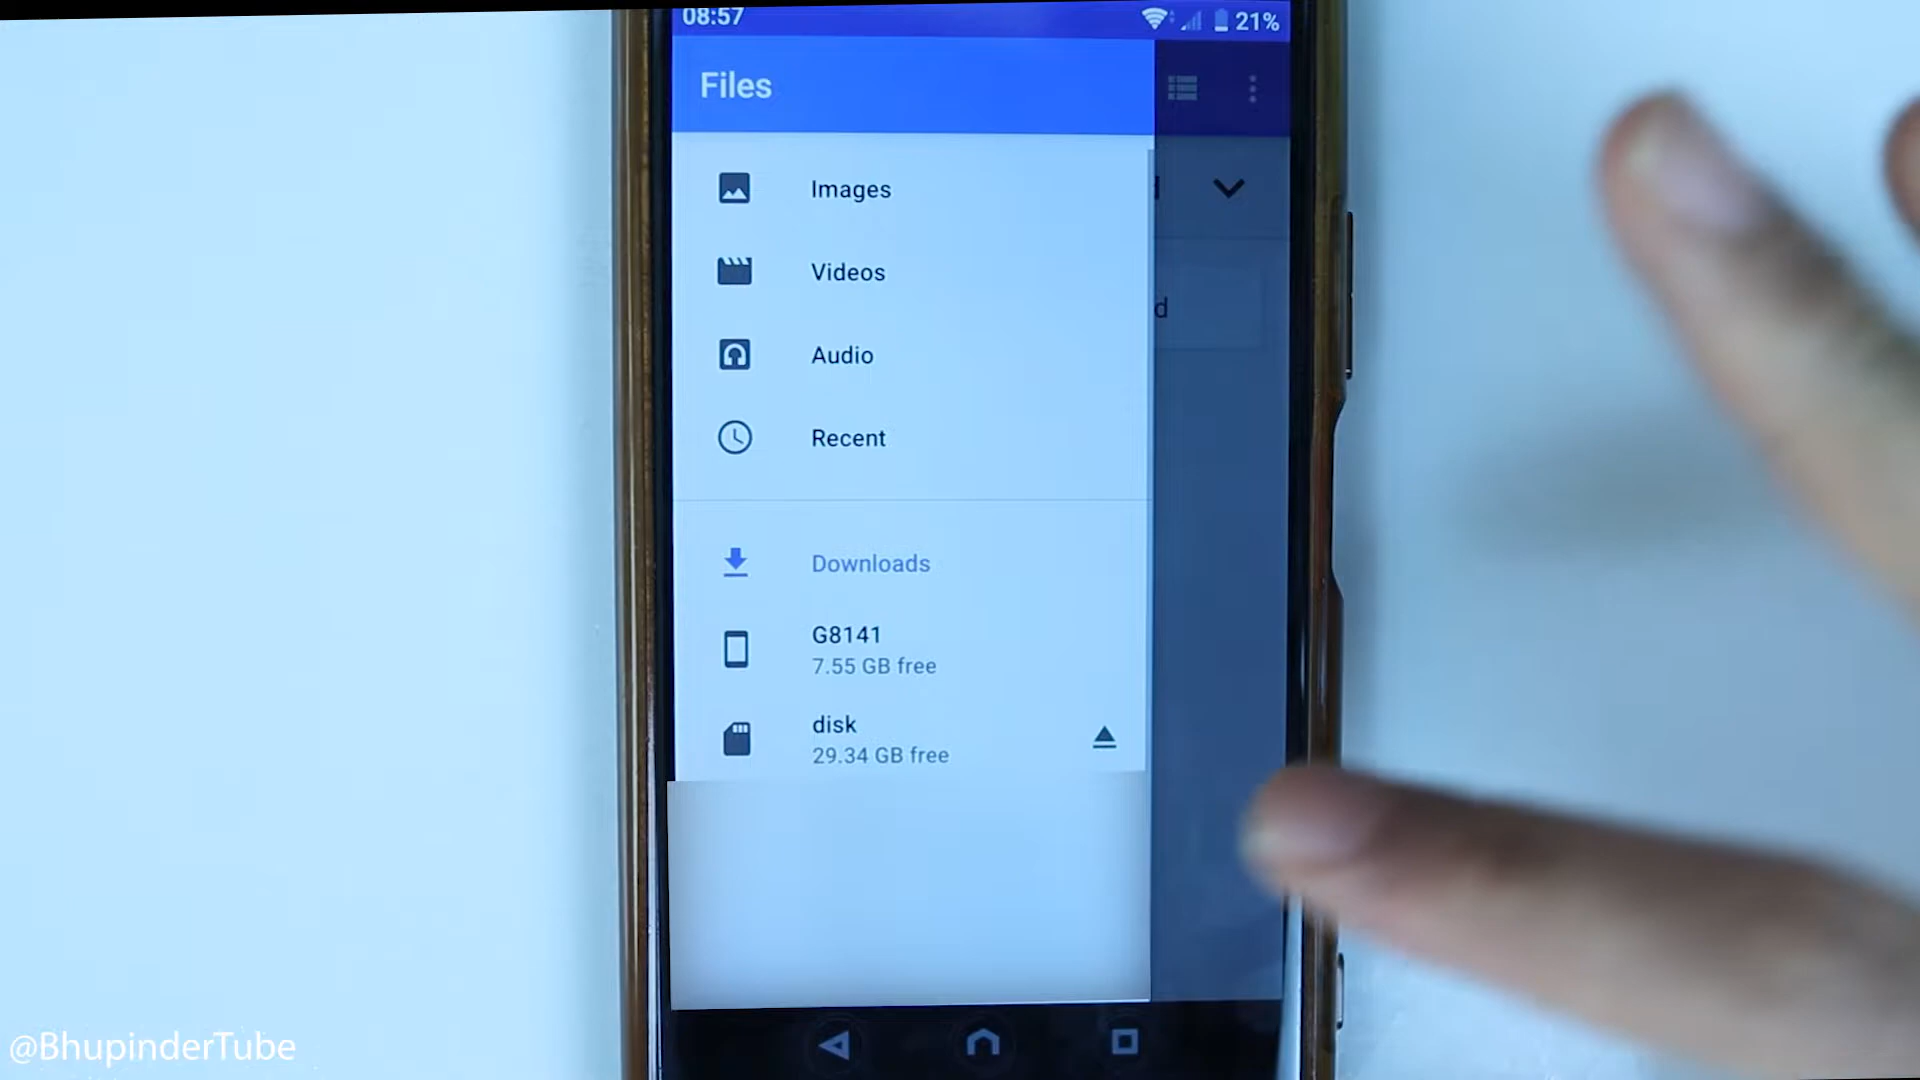 08:57
21%
Files
Images
Videos
d
Audio
Recent
Downloads
G8141
7.55 GB free
disk
29.34 GB free
@BhupinderTube